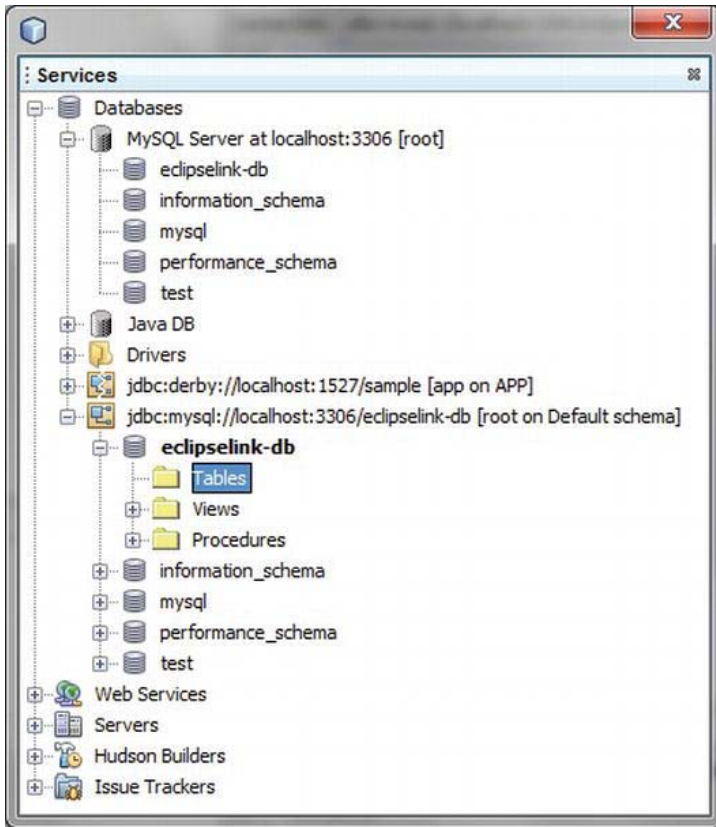 Services
Databases
MySQL Server at localhost:3306 [root]
eclipselink-db
information_schema
mysql
performance_schema
test
Java DB
Drivers
jdbc:derby://localhost:1527/sample [app on APP]
jdbc:mysql://localhost:3306/eclipselink-db [root on Default schema]
eclipselink-db
Tables
Views
Procedures
information_schema
mysql
performance_schema
test
Web Services
Servers
Hudson Builders
Issue Trackers